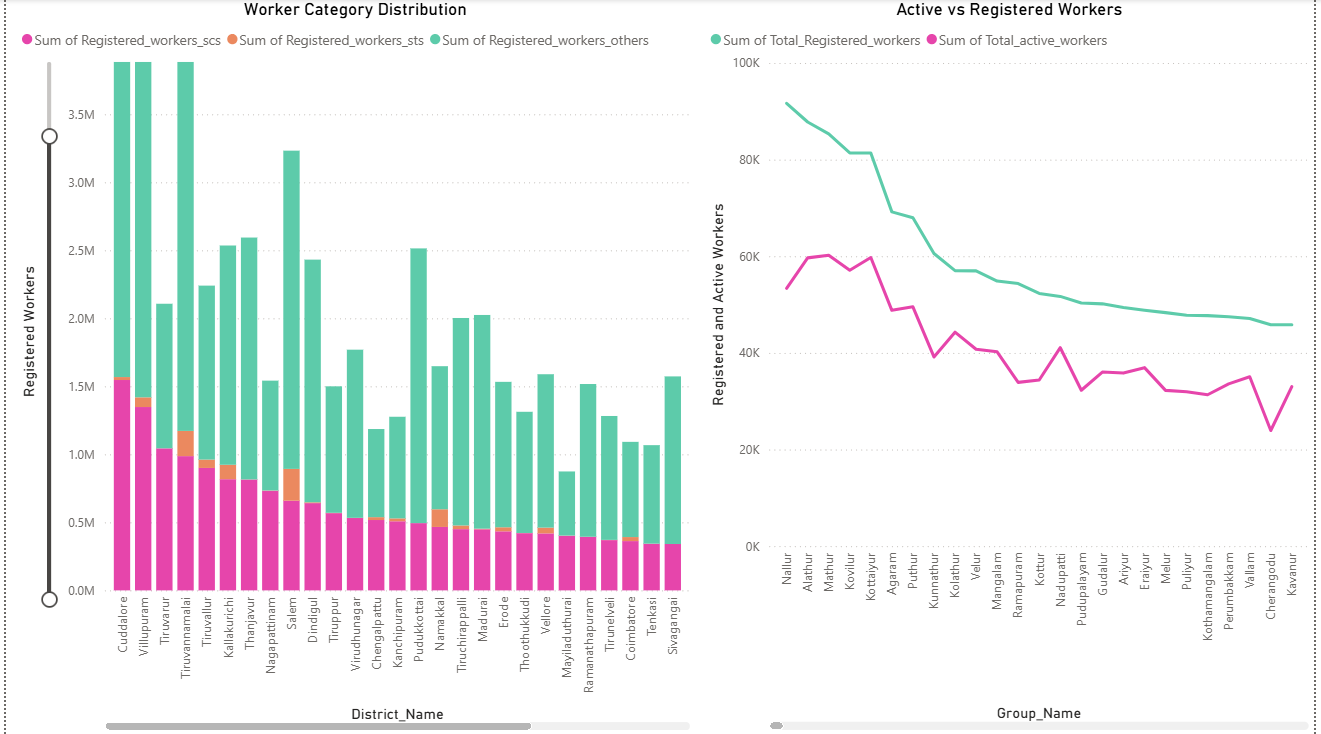 Worker Category Distribution
Sum of Registered_workers_scs Sum of Registered_workers_sts Sum of Registered_workers_others
Registered Workers
3.5M
3.0M
2.5M
2.0M
1.5M
1.0M
0.5M
0.0M
Cuddalore
Villupuram
Tiruvarur
Tiruvannamalai
Tiruvallur
Kallakurichi
Thanjavur
Nagapattinam
Salem
Dindigul
Tiruppur
Virudhunagar
Chengalpattu
Kanchipuram
Pudukkottai
Namakkal
Tiruchirappalli
Madurai
Erode
Thoothukkudi
Vellore
Mayiladuthurai
Ramanathapuram
Tirunelveli
Coimbatore
Tenkasi
Sivagangai
District_Name
Active vs Registered Workers
Sum of Total_Registered_workers Sum of Total_active_workers
Registered and Active Workers
100K
80K
60K
40K
20K
0K
Nallur
Alathur
Mathur
Kovilur
Kottaiyur
Agaram
Puthur
Kunnathur
Kolathur
Velur
Mangalam
Ramapuram
Kottur
Nadupatti
Pudupalayam
Gudalur
Ariyur
Eraiyur
Melur
Puliyur
Kothamangalam
Perumbakkam
Vallam
Cherangodu
Kavanur
Group_Name